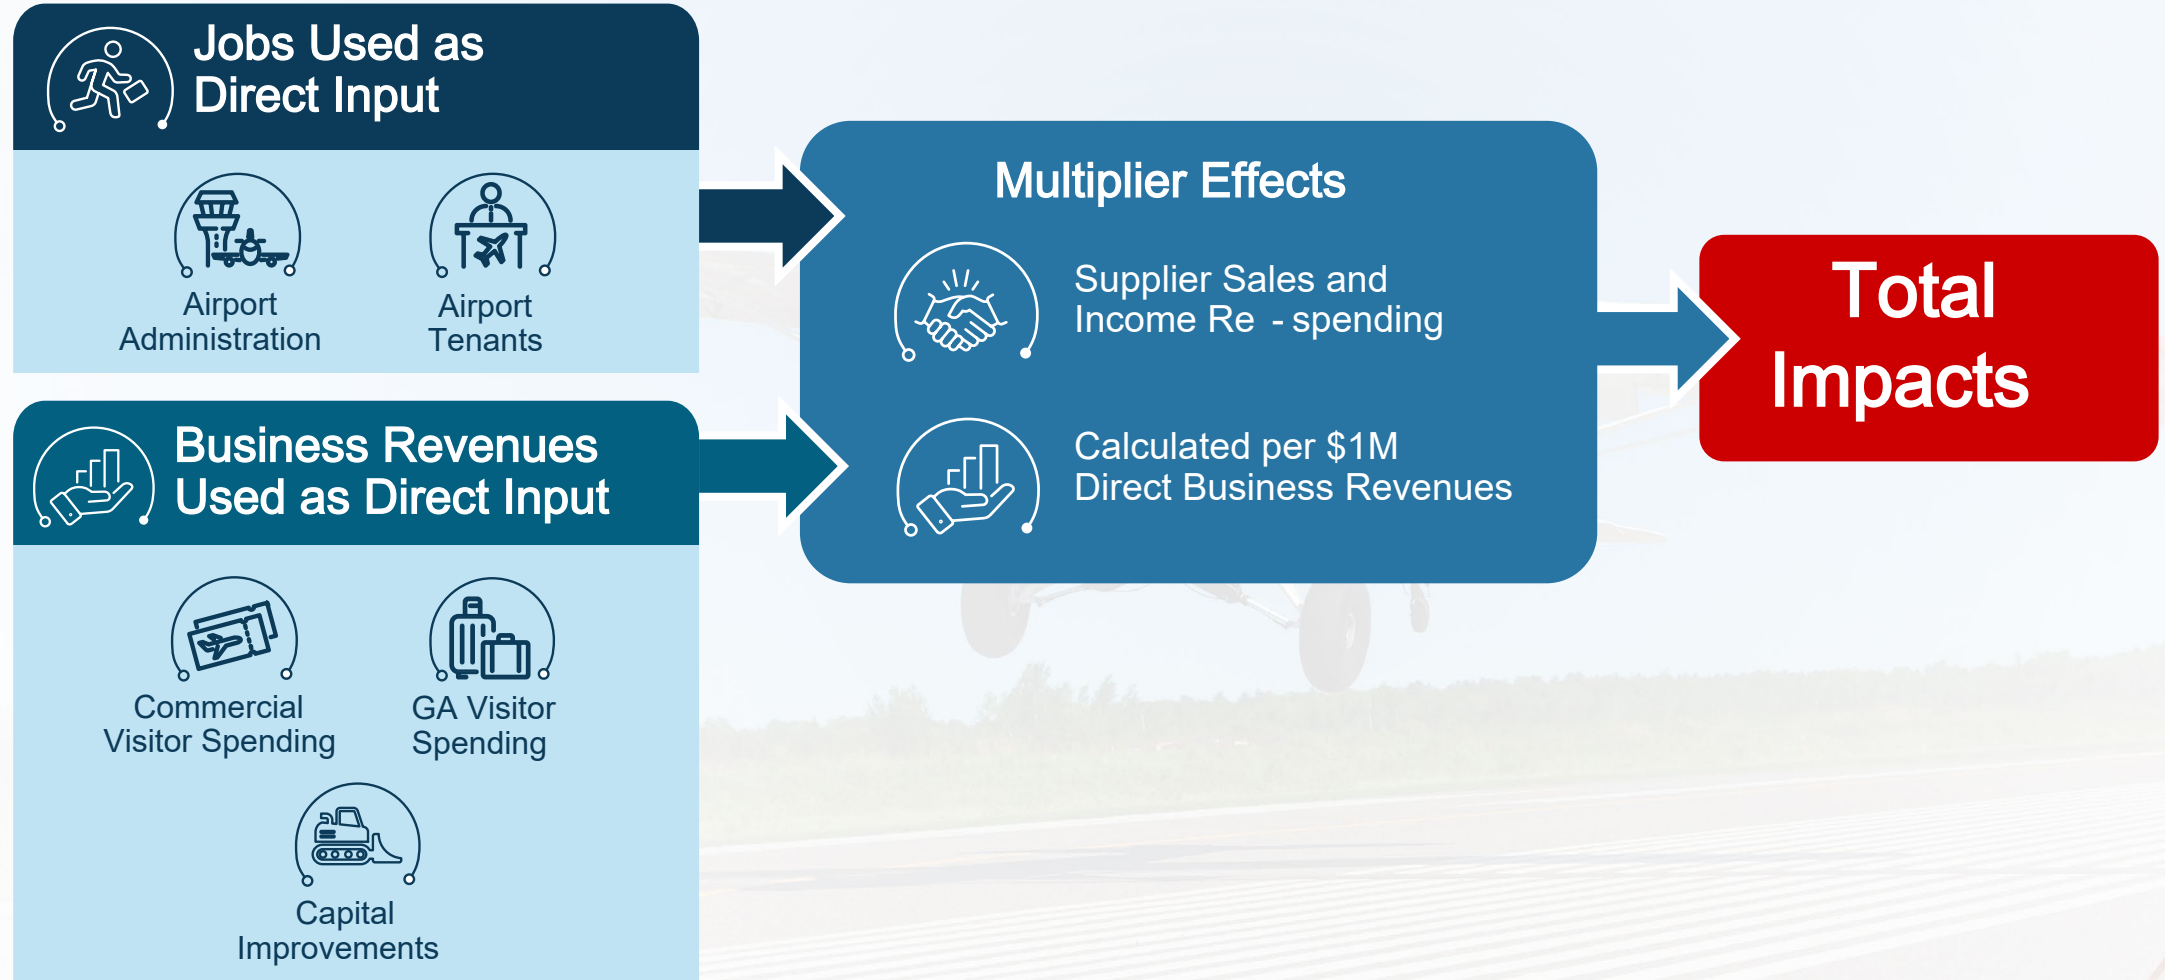 Jobs Used as
Direct Input
Airport
Administration
Airport
Tenants
Business Revenues
Used as Direct Input
Commercial
Visitor Spending
GA Visitor
Spending
Capital
Improvements
Multiplier Effects
Supplier Sales and
Income Re - spending
Calculated per $1M
Direct Business Revenues
Total
Impacts